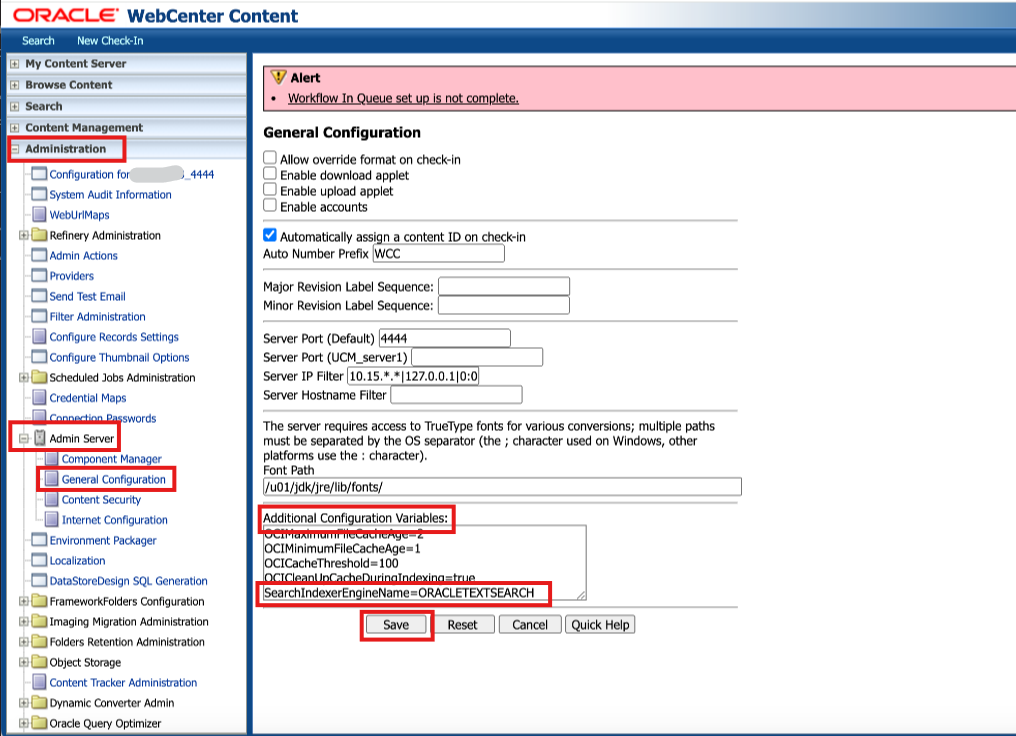 ORACLE WebCenter Content
Search New Check-In
My Content Server
Browse Content
Search
Content Management
Administration
Configuration for _4444
System Audit Information
WebUrlMaps
Refinery Administration
Admin Actions
Providers
Send Test Email
Filter Administration
Configure Records Settings
Configure Thumbnail Options
Scheduled Jobs Administration
Credential Maps
Connection Passwords
Admin Server
Component Manager
General Configuration
Content Security
Internet Configuration
Environment Packager
Localization
DataStoreDesign SQL Generation
FrameworkFolders Configuration
Imaging Migration Administration
Folders Retention Administration
Object Storage
Content Tracker Administration
Dynamic Converter Admin
Oracle Query Optimizer
Alert
• Workflow In Queue set up is not complete.
General Configuration
Allow override format on check-in
Enable download applet
Enable upload applet
Enable accounts
Automatically assign a content ID on check-in
Auto Number Prefix WCC
Major Revision Label Sequence:
Minor Revision Label Sequence:
Server Port (Default) 4444
Server Port (UCM_server1)
Server IP Filter 10.15.*.*|127.0.0.1|0:0
Server Hostname Filter
The server requires access to TrueType fonts for various conversions; multiple paths
must be separated by the OS separator (the ; character used on Windows, other
platforms use the : character).
Font Path
/u01/jdk/jre/lib/fonts/
Additional Configuration Variables:
OCIMaximumFileCacheAge=2
OCIMinimumFileCacheAge=1
OCICacheThreshold=100
OCICleanUpCacheDuringIndexing=true
SearchIndexerEngineName=ORACLETEXTSEARCH
Save Reset Cancel Quick Help